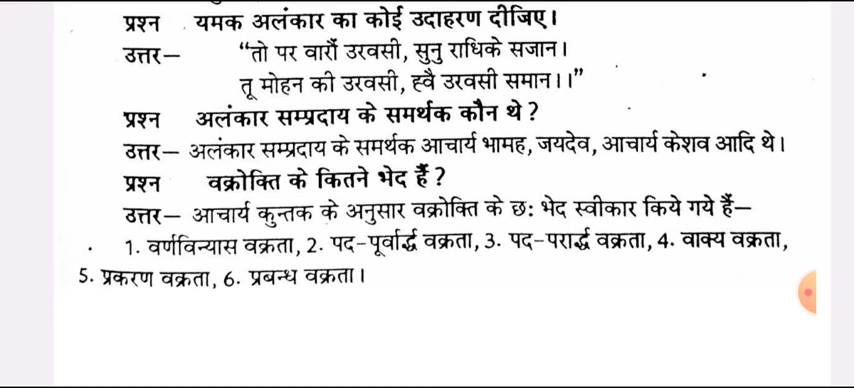 प्रश्न . यमक अलंकार का कोई उदाहरण दीजिए।
उत्तर– "तो पर वारौं उरवसी, सुनु राधिके सजान।
तू मोहन की उरवसी, ह्वै उरवसी समान।।"
प्रश्न अलंकार सम्प्रदाय के समर्थक कौन थे ?
उत्तर– अलंकार सम्प्रदाय के समर्थक आचार्य भामह, जयदेव, आचार्य केशव आदि थे।
प्रश्न वक्रोक्ति के कितने भेद हैं ?
उत्तर– आचार्य कुन्तक के अनुसार वक्रोक्ति के छः भेद स्वीकार किये गये हैं–
1. वर्णविन्यास वक्रता, 2. पद-पूर्वार्द्ध वक्रता, 3. पद-परार्द्ध वक्रता, 4. वाक्य वक्रता,
5. प्रकरण वक्रता, 6. प्रबन्ध वक्रता।